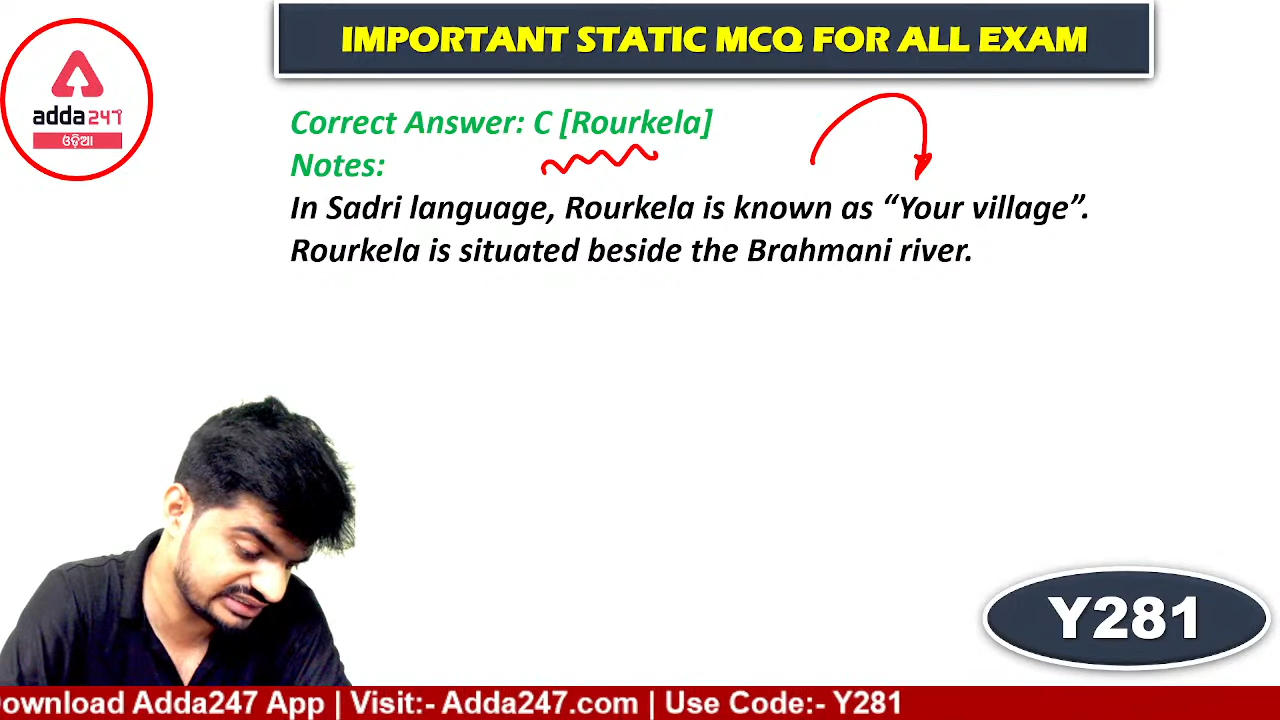 IMPORTANT STATIC MCQ FOR ALL EXAM
adda247
ଓଡ଼ିଆ
Correct Answer: C [Rourkela]
Notes:
In Sadri language, Rourkela is known as “Your village”.
Rourkela is situated beside the Brahmani river.
Y281
ownload Adda247 App | Visit:- Adda247.com | Use Code:- Y281